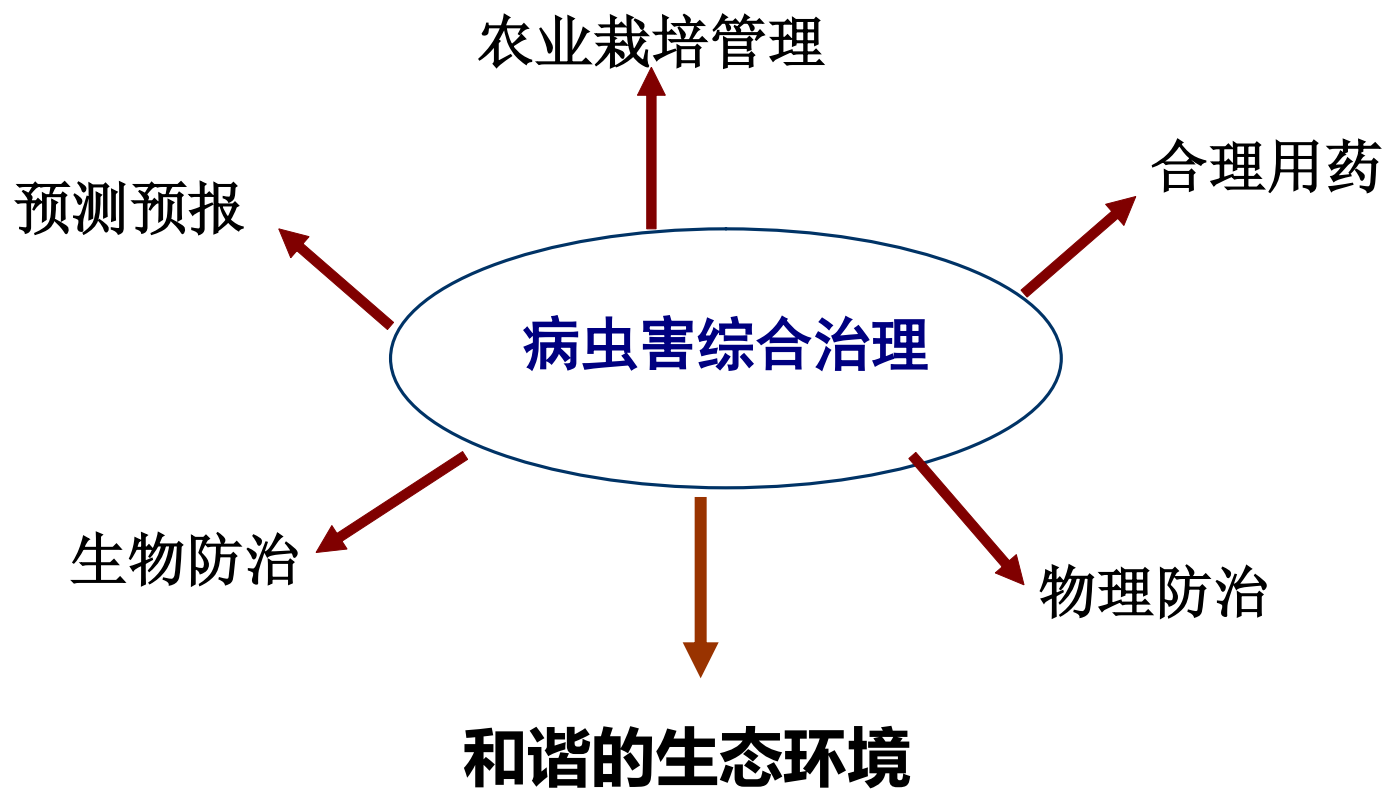 农业栽培管理
合理用药
预测预报
病虫害综合治理
生物防治
物理防治
和谐的生态环境